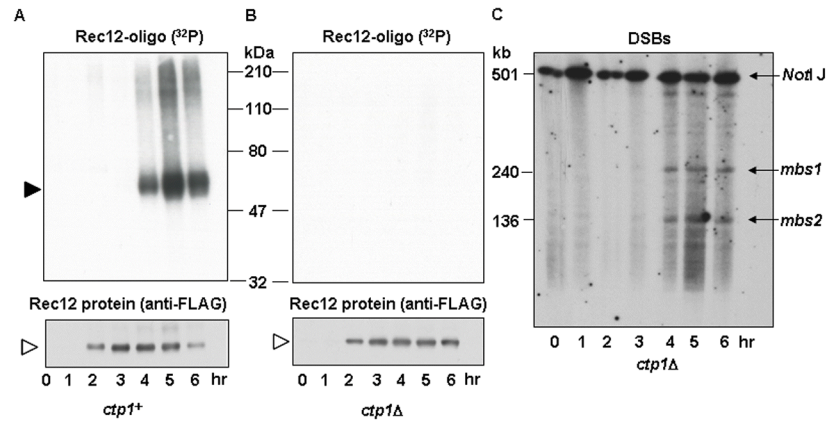 A
Rec12-oligo (³²P)
B
Rec12-oligo (³²P)
C
DSBs
kDa
210
110
80
47
32
kb
501
240
136
NotI J
mbs1
mbs2
Rec12 protein (anti-FLAG)
Rec12 protein (anti-FLAG)
0 1 2 3 4 5 6 hr
ctp1⁺
0 1 2 3 4 5 6 hr
ctp1Δ
0 1 2 3 4 5 6 hr
ctp1Δ